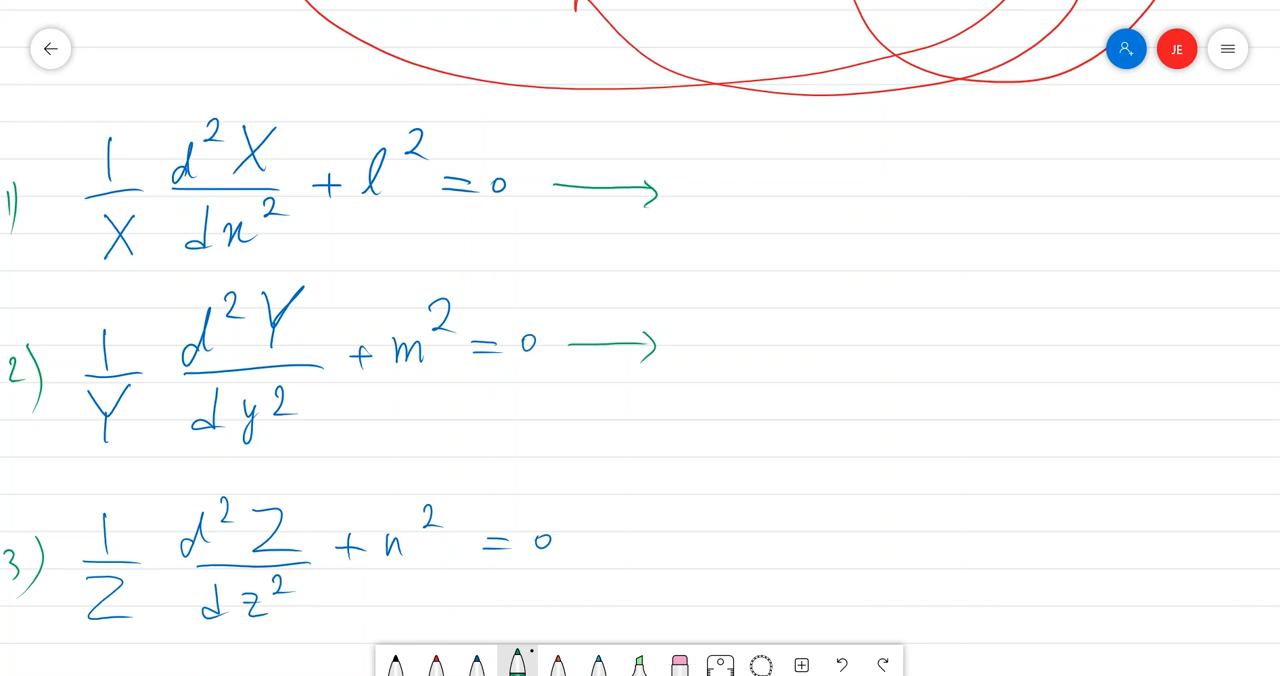 JE
1) 1/X d²X/dx² + l² = 0 →
2) 1/Y d²Y/dy² + m² = 0 →
3) 1/Z d²Z/dz² + n² = 0